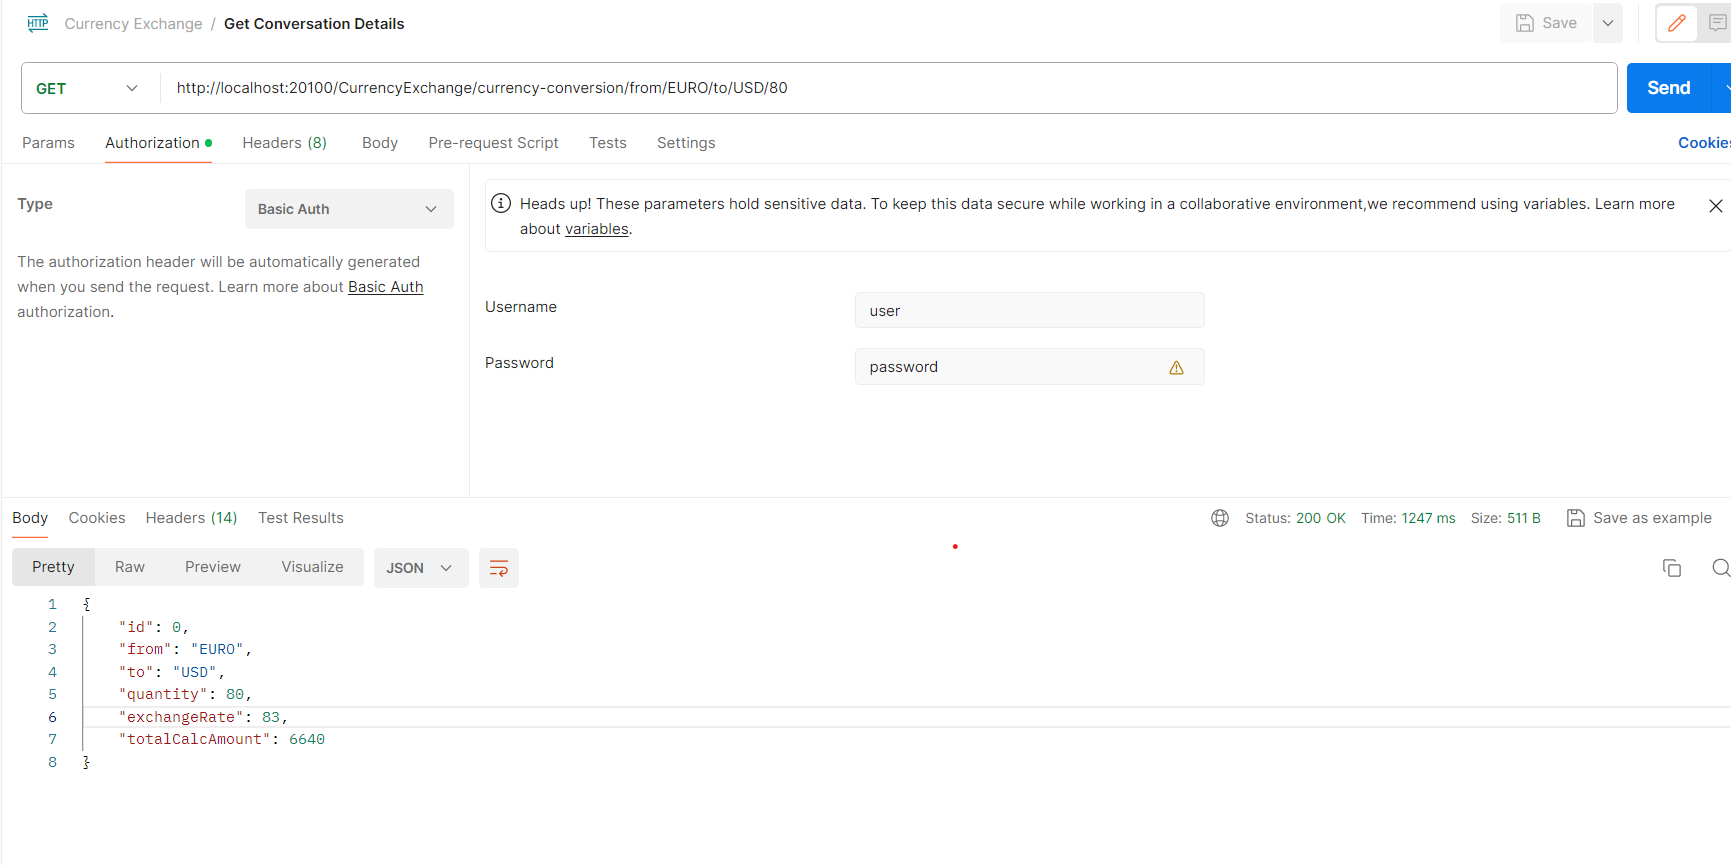 HTTP Currency Exchange / Get Conversation Details Save
GET http://localhost:20100/CurrencyExchange/currency-conversion/from/EURO/to/USD/80 Send
Params Authorization Headers (8) Body Pre-request Script Tests Settings Cookies
Type Basic Auth
The authorization header will be automatically generated
when you send the request. Learn more about Basic Auth
authorization.
Heads up! These parameters hold sensitive data. To keep this data secure while working in a collaborative environment,we recommend using variables. Learn more
about variables.
Username user
Password password
Body Cookies Headers (14) Test Results Status: 200 OK Time: 1247 ms Size: 511 B Save as example
Pretty Raw Preview Visualize JSON
1 {
2 "id": 0,
3 "from": "EURO",
4 "to": "USD",
5 "quantity": 80,
6 "exchangeRate": 83,
7 "totalCalcAmount": 6640
8 }